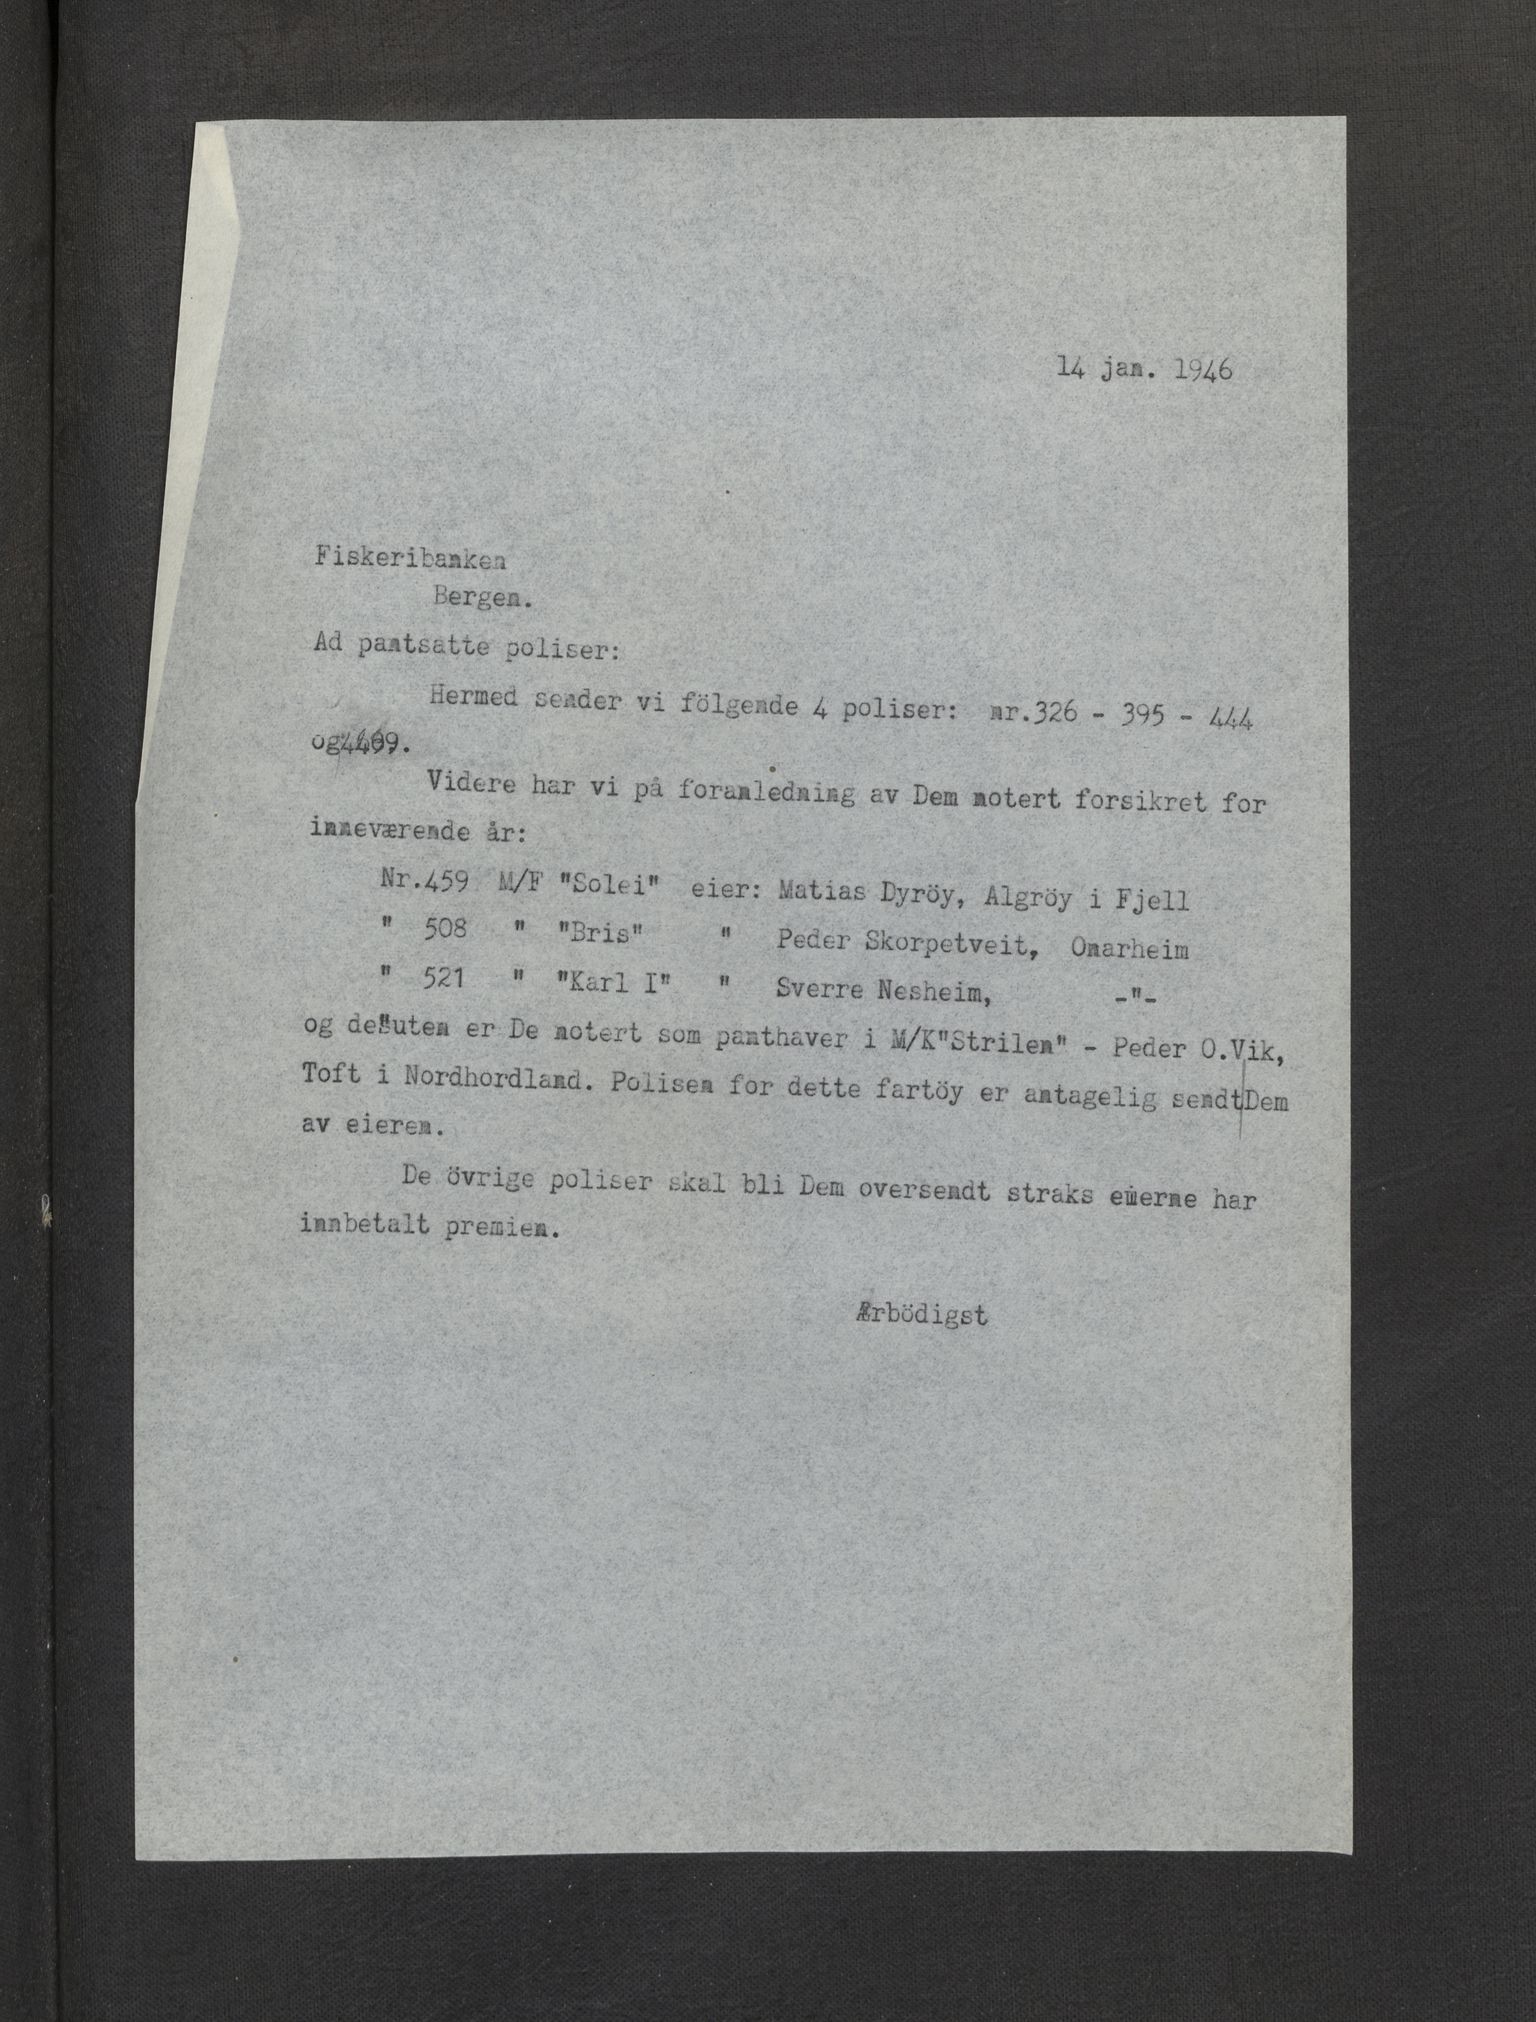 14 jan. 1946
Fiskeribanken
Bergen.
Ad pantsatte poliser:
Hermed sender vi fölgende 4 poliser: nr.326 - 395 - 444
og
Videre har vi på foranledning av Dem notert forsikret for
inneværende år:
Nr.459 M/F "Solei" eier: Matias Dyröy, Algröy i Fjell
" 508 " "Bris" " Peder Skorpetveit, Onarheim
" 521 " "Karl I" " Sverre Nesheim, -"-
og desuten er De notert som panthaver i M/K"Strilen" - Peder O.Vik,
Toft i Nordhordland. Polisen for dette fartöy er antagelig sendt Dem
av eieren.
De övrige poliser skal bli Dem oversendt straks eierne har
innbetalt premien.
Ærbödigst